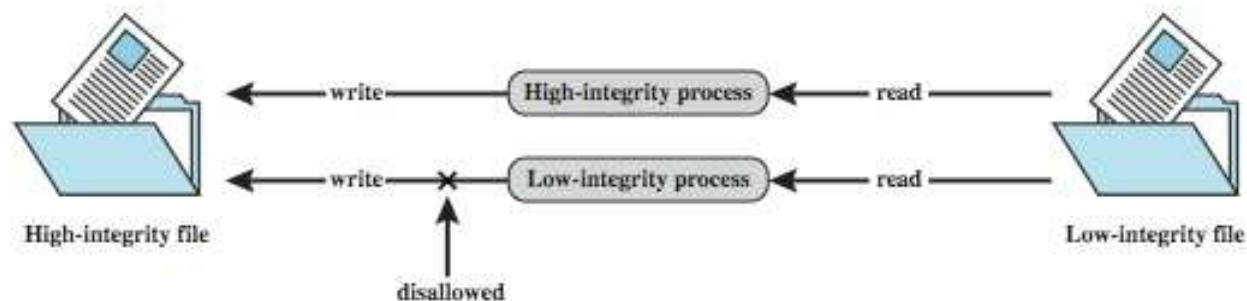 write
High-integrity process
read
write
Low-integrity process
read
High-integrity file
Low-integrity file
disallowed